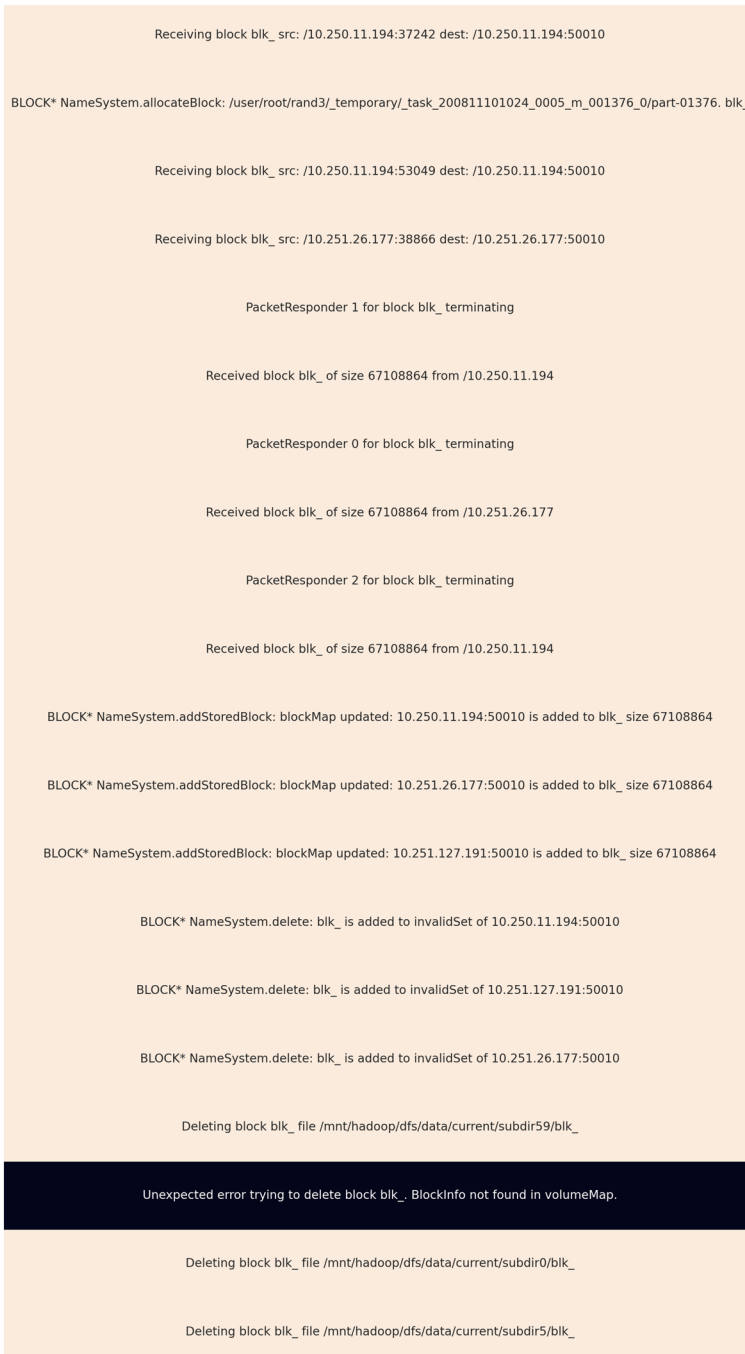 Receiving block blk_ src: /10.250.11.194:37242 dest: /10.250.11.194:50010
BLOCK* NameSystem.allocateBlock: /user/root/rand3/_temporary/_task_200811101024_0005_m_001376_0/part-01376. blk_
Receiving block blk_ src: /10.250.11.194:53049 dest: /10.250.11.194:50010
Receiving block blk_ src: /10.251.26.177:38866 dest: /10.251.26.177:50010
PacketResponder 1 for block blk_ terminating
Received block blk_ of size 67108864 from /10.250.11.194
PacketResponder 0 for block blk_ terminating
Received block blk_ of size 67108864 from /10.251.26.177
PacketResponder 2 for block blk_ terminating
Received block blk_ of size 67108864 from /10.250.11.194
BLOCK* NameSystem.addStoredBlock: blockMap updated: 10.250.11.194:50010 is added to blk_ size 67108864
BLOCK* NameSystem.addStoredBlock: blockMap updated: 10.251.26.177:50010 is added to blk_ size 67108864
BLOCK* NameSystem.addStoredBlock: blockMap updated: 10.251.127.191:50010 is added to blk_ size 67108864
BLOCK* NameSystem.delete: blk_ is added to invalidSet of 10.250.11.194:50010
BLOCK* NameSystem.delete: blk_ is added to invalidSet of 10.251.127.191:50010
BLOCK* NameSystem.delete: blk_ is added to invalidSet of 10.251.26.177:50010
Deleting block blk_ file /mnt/hadoop/dfs/data/current/subdir59/blk_
Unexpected error trying to delete block blk_. BlockInfo not found in volumeMap.
Deleting block blk_ file /mnt/hadoop/dfs/data/current/subdir0/blk_
Deleting block blk_ file /mnt/hadoop/dfs/data/current/subdir5/blk_